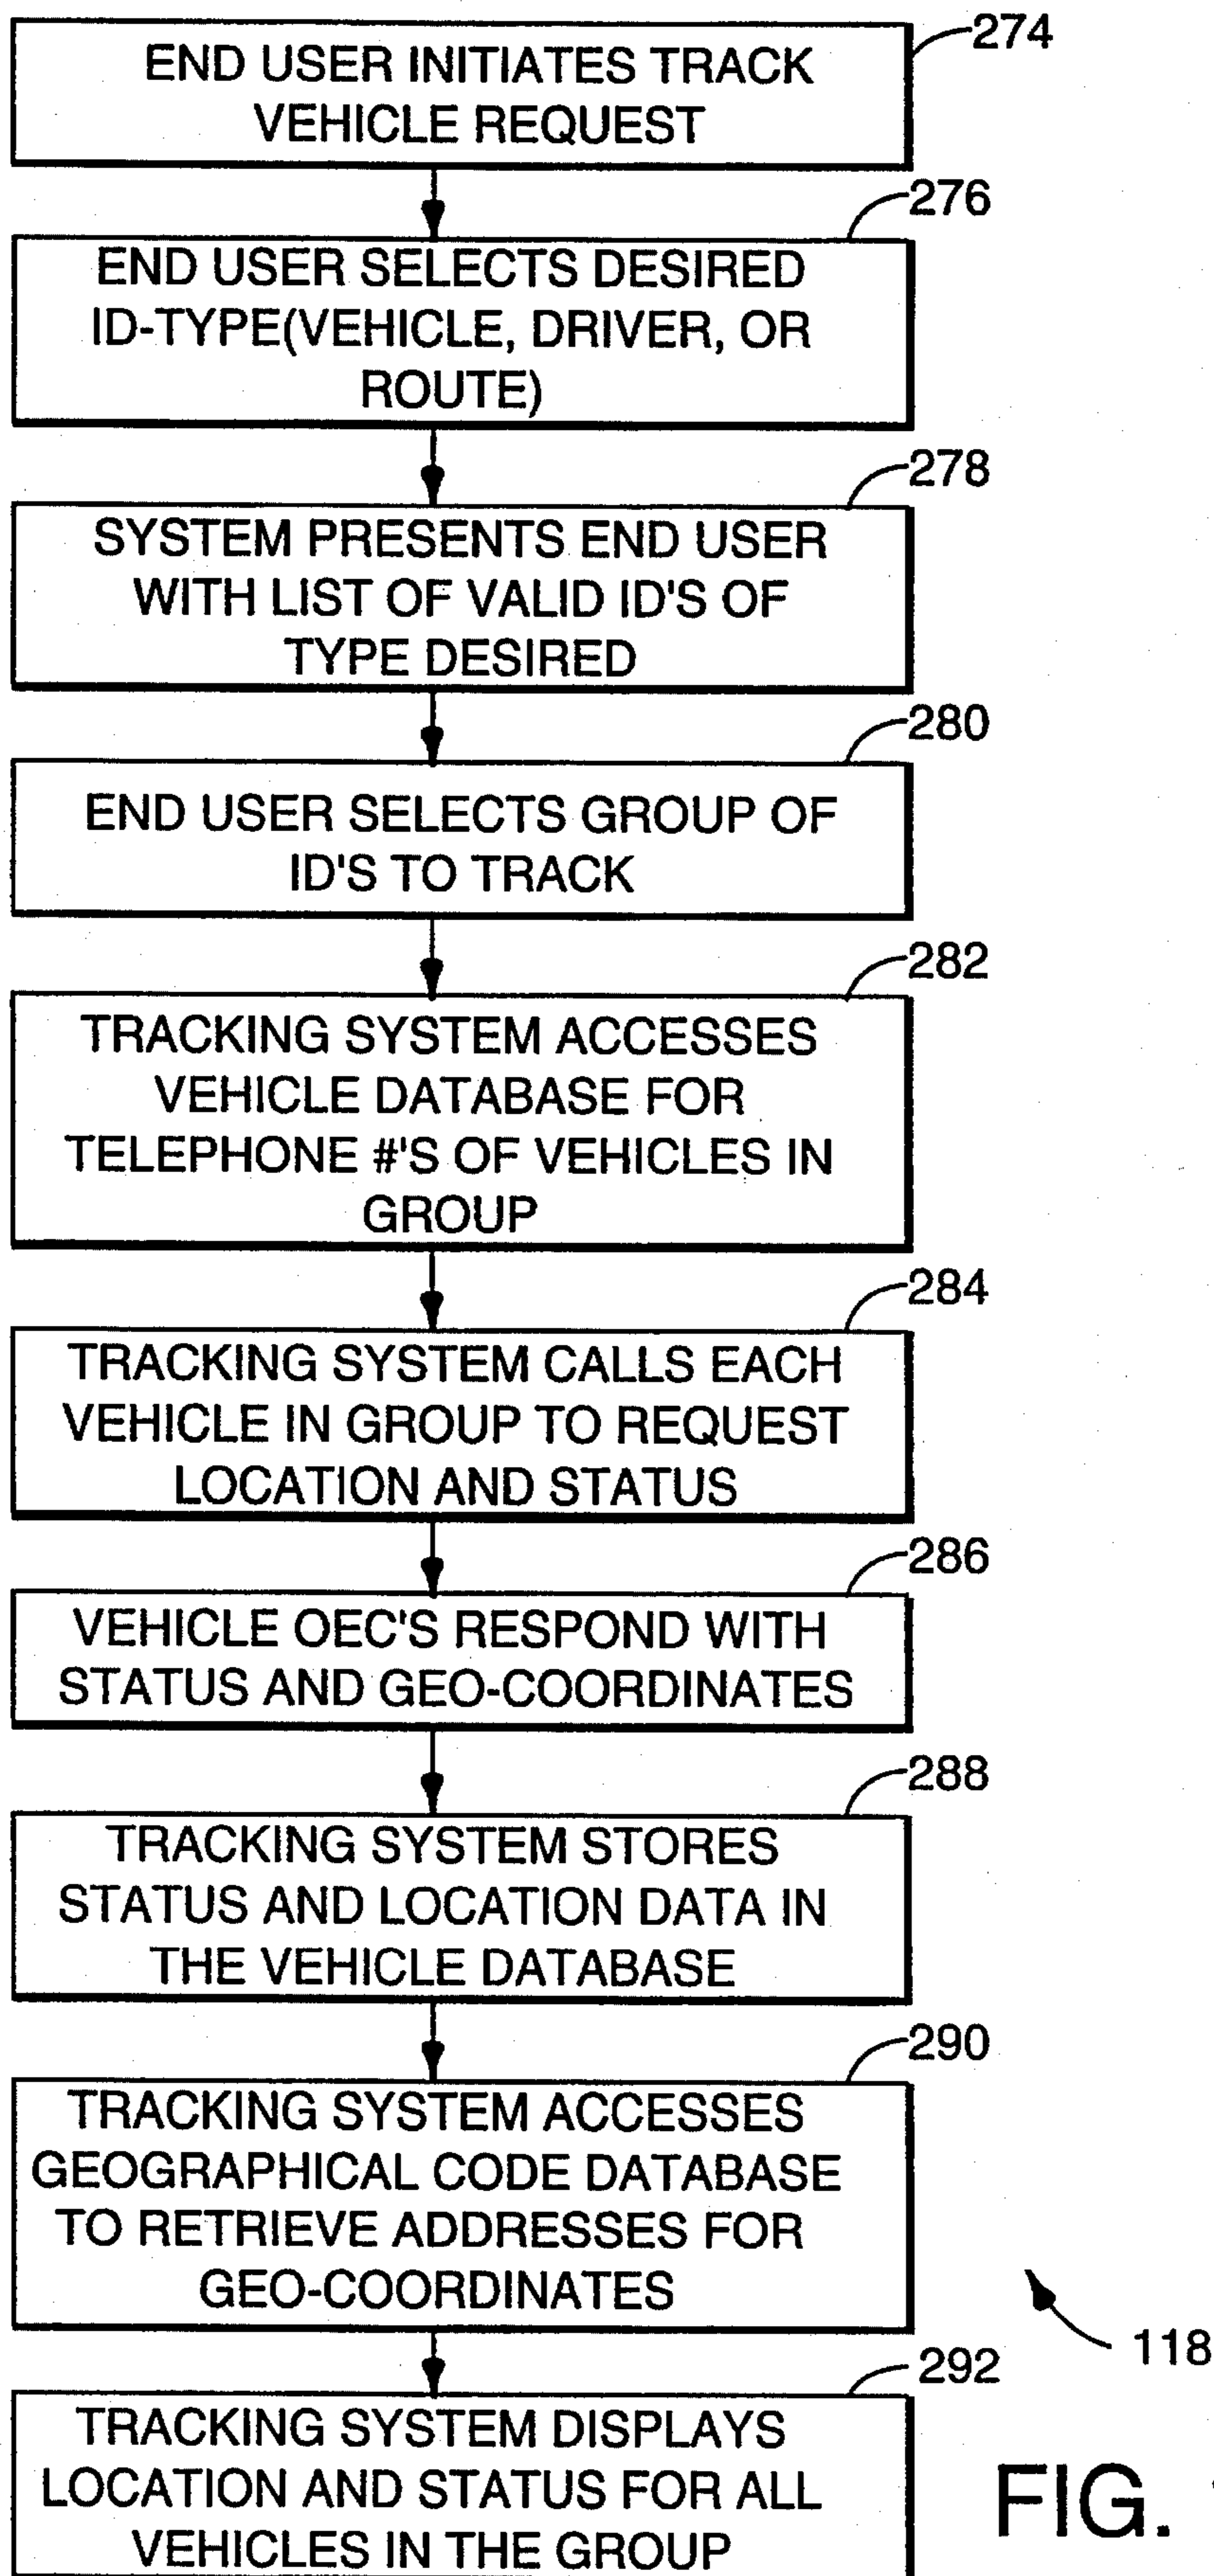 274
END USER INITIATES TRACK
VEHICLE REQUEST
276
END USER SELECTS DESIRED
ID-TYPE(VEHICLE, DRIVER, OR
ROUTE)
278
SYSTEM PRESENTS END USER
WITH LIST OF VALID ID'S OF
TYPE DESIRED
280
END USER SELECTS GROUP OF
ID'S TO TRACK
282
TRACKING SYSTEM ACCESSES
VEHICLE DATABASE FOR
TELEPHONE #'S OF VEHICLES IN
GROUP
284
TRACKING SYSTEM CALLS EACH
VEHICLE IN GROUP TO REQUEST
LOCATION AND STATUS
286
VEHICLE OEC'S RESPOND WITH
STATUS AND GEO-COORDINATES
288
TRACKING SYSTEM STORES
STATUS AND LOCATION DATA IN
THE VEHICLE DATABASE
290
TRACKING SYSTEM ACCESSES
GEOGRAPHICAL CODE DATABASE
TO RETRIEVE ADDRESSES FOR
GEO-COORDINATES
118
292
TRACKING SYSTEM DISPLAYS
LOCATION AND STATUS FOR ALL
VEHICLES IN THE GROUP
FIG.